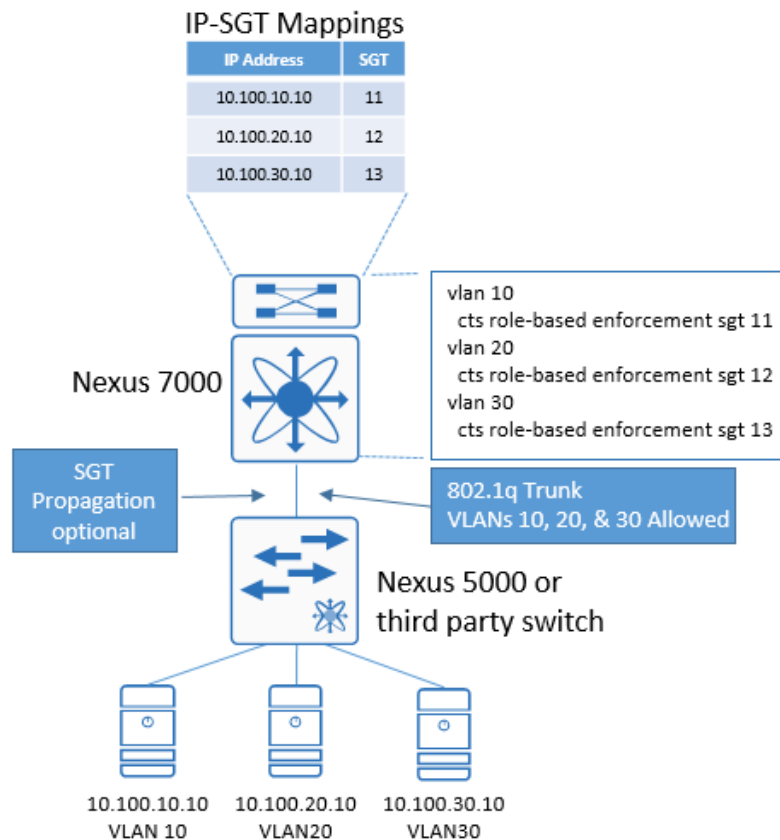 IP-SGT Mappings
IP Address SGT
10.100.10.10 11
10.100.20.10 12
10.100.30.10 13
vlan 10
cts role-based enforcement sgt 11
vlan 20
cts role-based enforcement sgt 12
vlan 30
cts role-based enforcement sgt 13
Nexus 7000
SGT
Propagation
optional
802.1q Trunk
VLANs 10, 20, & 30 Allowed
Nexus 5000 or
third party switch
10.100.10.10 10.100.20.10 10.100.30.10
VLAN 10 VLAN20 VLAN30